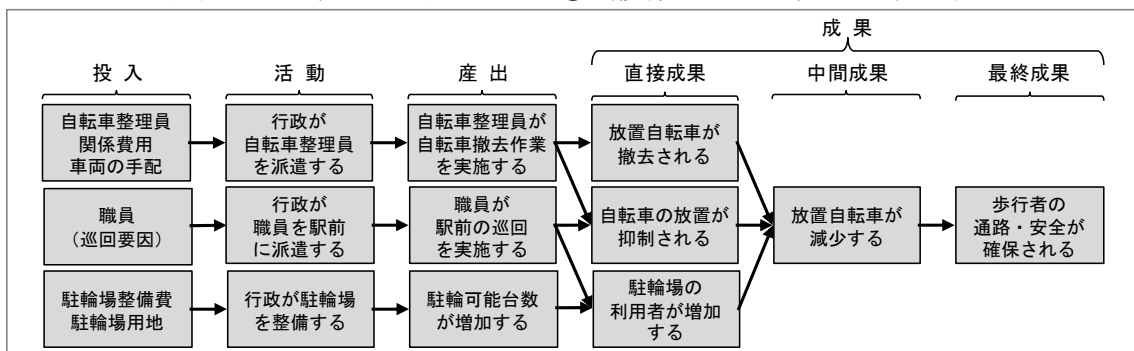 成 果
投 入
活 動
産 出
直接成果
中間成果
最終成果
自転車整理員
関係費用
車両の手配
行政が
自転車整理員
を派遣する
自転車整理員が
自転車撤去作業
を実施する
放置自転車が
撤去される
職員
（巡回要因）
行政が
職員を駅前
に派遣する
職員が
駅前の巡回
を実施する
自転車の放置が
抑制される
放置自転車が
減少する
歩行者の
通路・安全が
確保される
駐輪場整備費
駐輪場用地
行政が駐輪場
を整備する
駐輪可能台数
が増加する
駐輪場の
利用者が増加
する